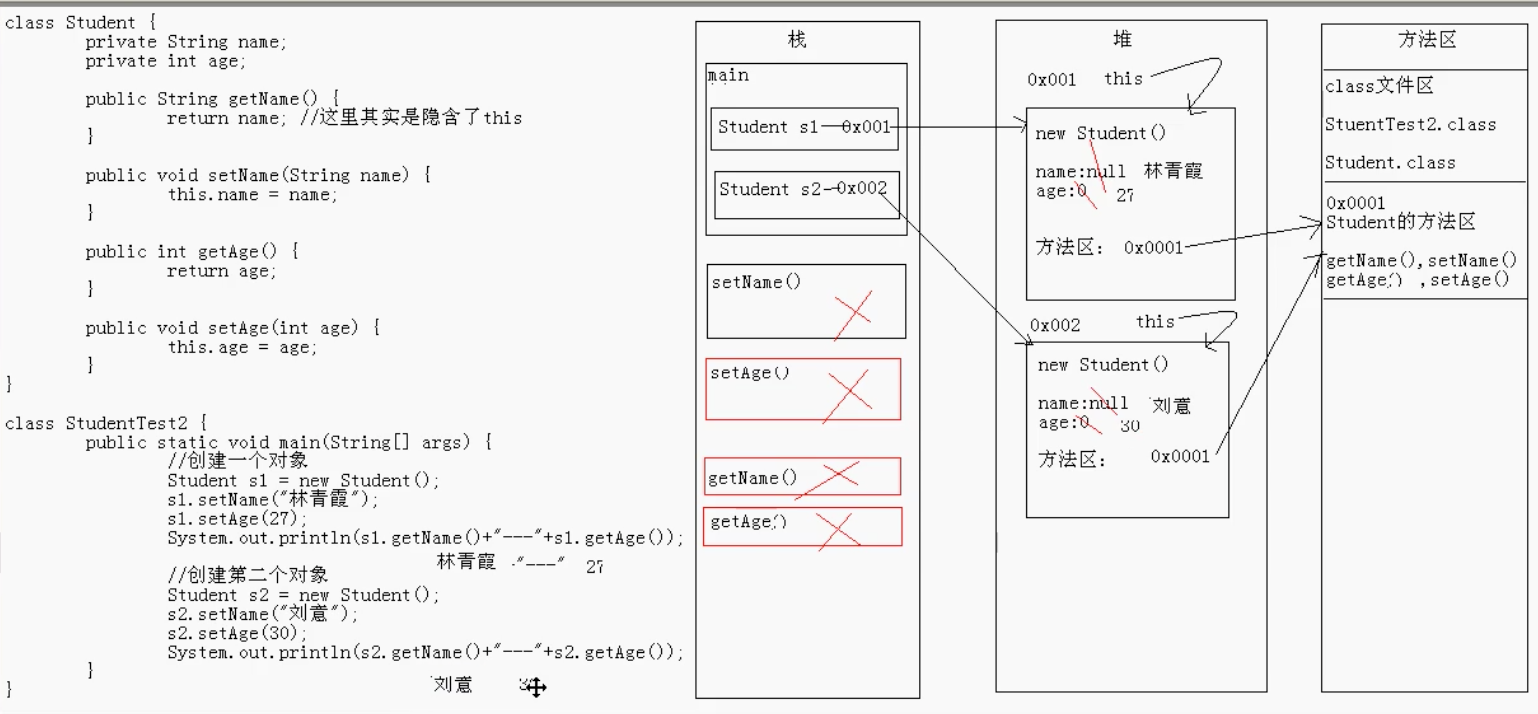 class Student {
private String name;
private int age;
public String getName() {
return name; //这里其实是隐含了this
}
public void setName(String name) {
this.name = name;
}
public int getAge() {
return age;
}
public void setAge(int age) {
this.age = age;
}
}
class StudentTest2 {
public static void main(String[] args) {
//创建一个对象
Student s1 = new Student();
s1.setName("林青霞");
s1.setAge(27);
System.out.println(s1.getName()+"---"+s1.getAge());
林青霞 "---" 27
//创建第二个对象
Student s2 = new Student();
s2.setName("刘意");
s2.setAge(30);
System.out.println(s2.getName()+"---"+s2.getAge());
}
刘意
}
栈
main
Student s1 0x001
Student s2 0x002
setName()
setAge()
getName()
getAge()
堆
0x001 this
new Student()
name:null 林青霞
age:0 27
方法区: 0x0001
0x002 this
new Student()
name:null 刘意
age:0 30
方法区: 0x0001
方法区
class文件区
StuentTest2.class
Student.class
0x0001
Student的方法区
getName(),setName()
getAge() ,setAge()